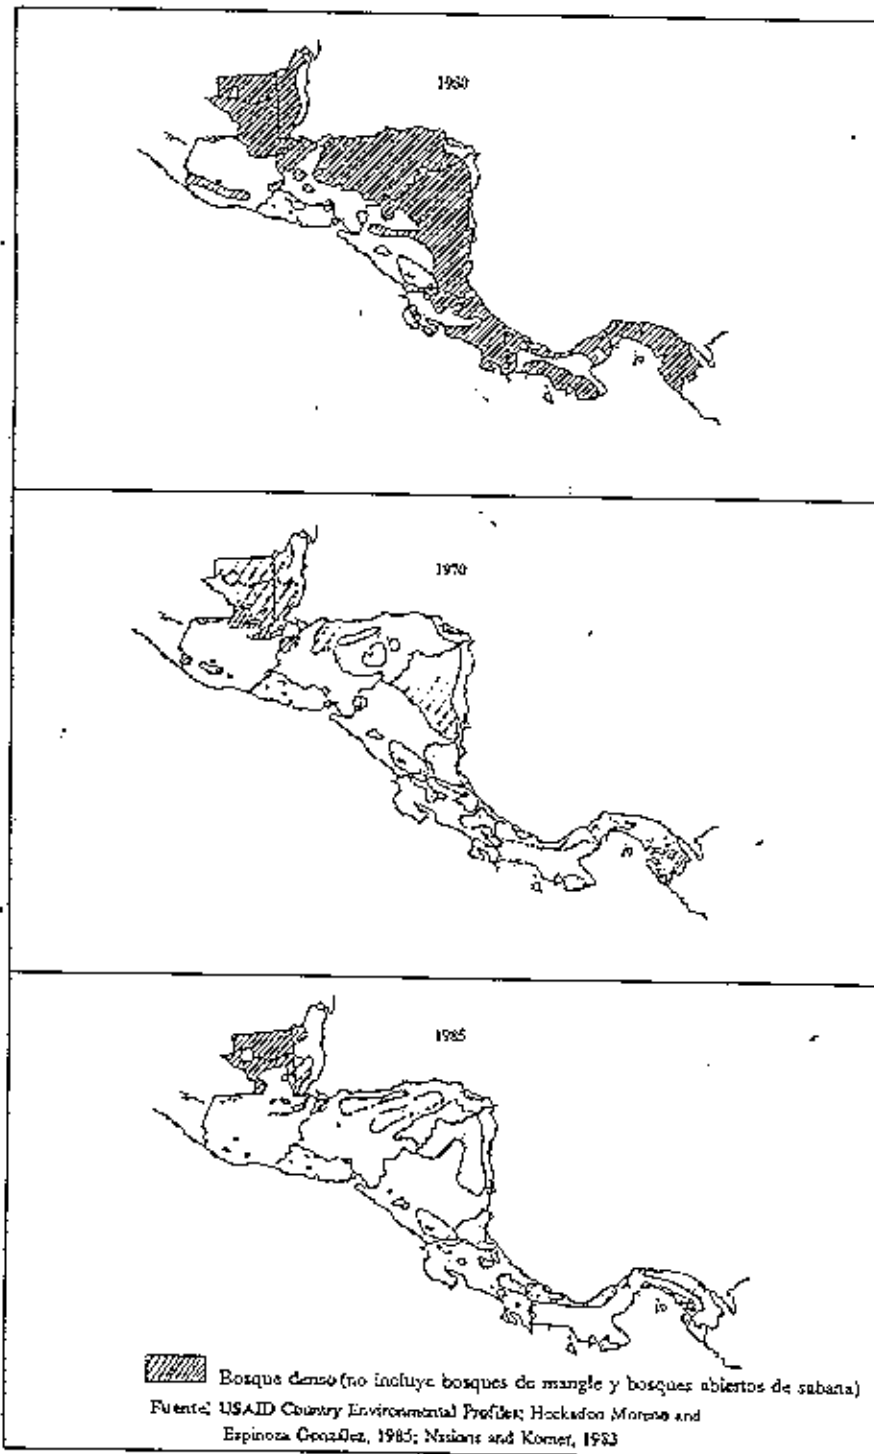 1970
1985
Bosque denso (no incluye bosques de mangle y bosques abiertos de sabana)
Fuente: USAID Country Environmental Profiles; Heckadon Moreno and
Espinoza González, 1985; Nations and Komer, 1983